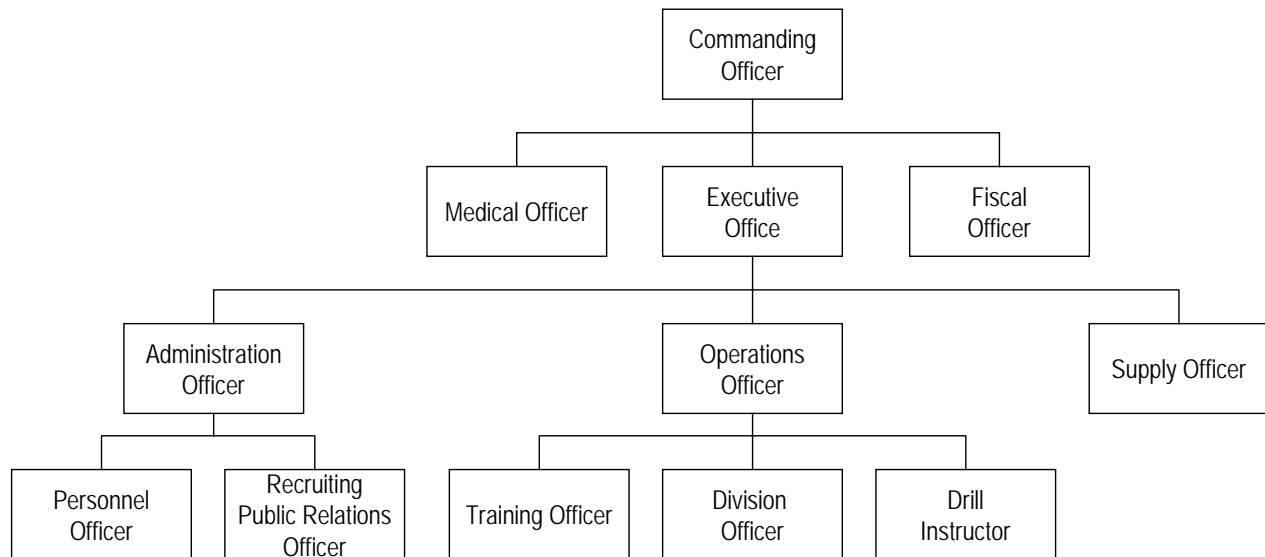 Commanding
Officer
Medical Officer
Executive
Office
Fiscal
Officer
Administration
Officer
Operations
Officer
Supply Officer
Personnel
Officer
Recruiting
Public Relations
Officer
Training Officer
Division
Officer
Drill
Instructor